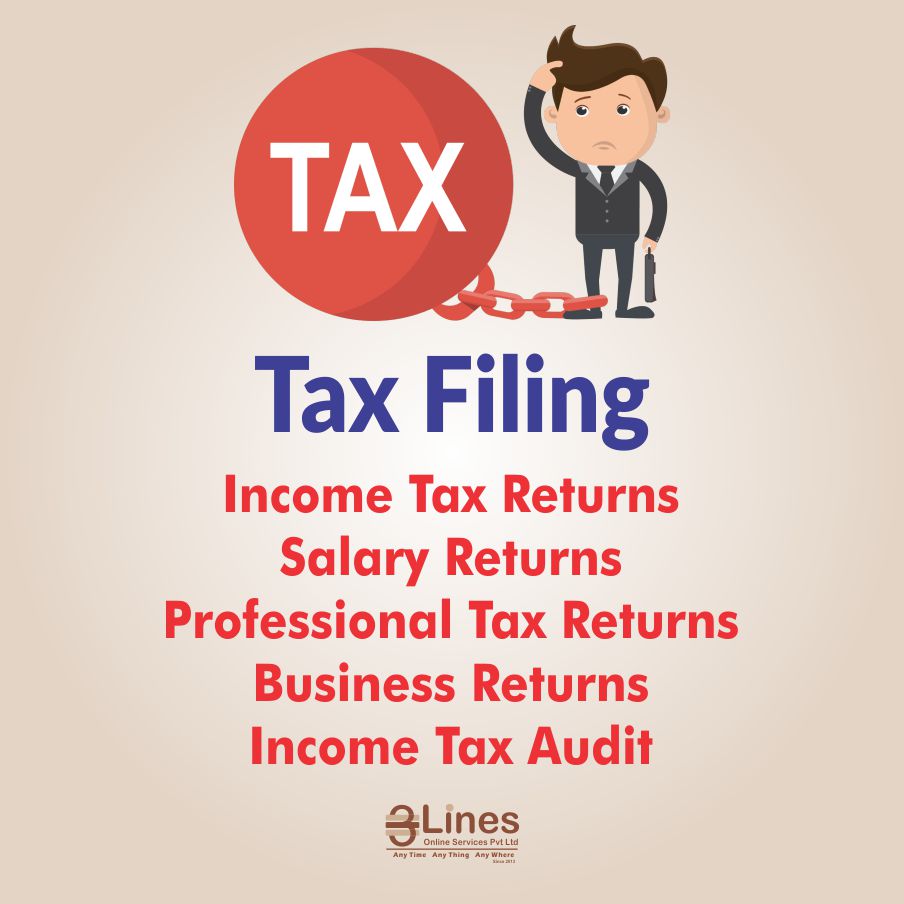 TAX
Tax Filing
Income Tax Returns
Salary Returns
Professional Tax Returns
Business Returns
Income Tax Audit
3Lines
Online Services Pvt Ltd
Any Time Any Thing Any Where
Since 2013